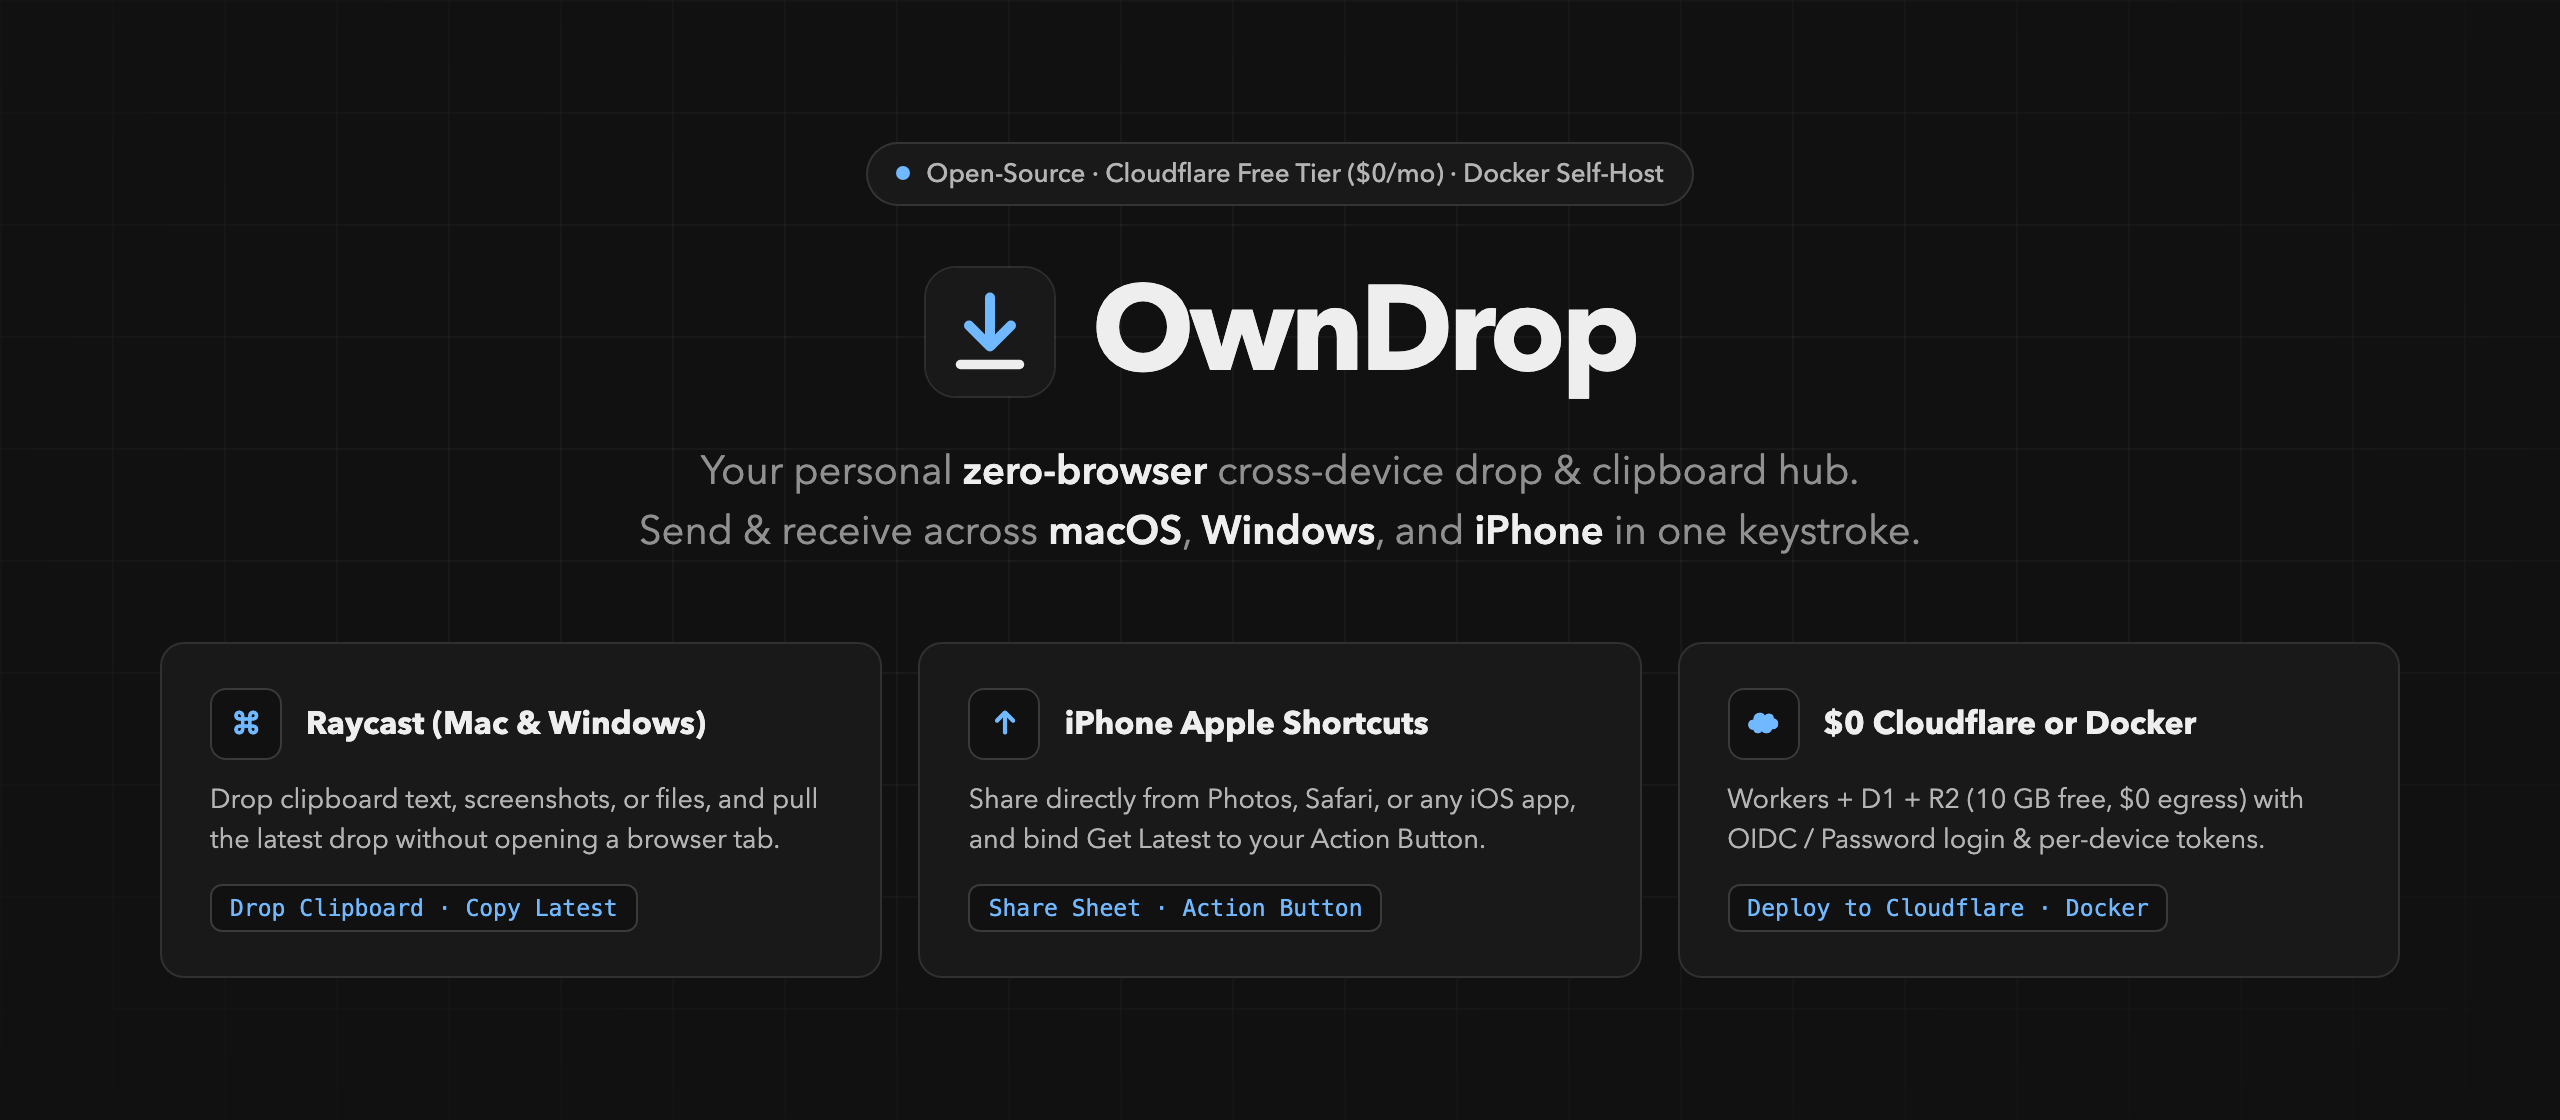 Open-Source · Cloudflare Free Tier ($0/mo) · Docker Self-Host
OwnDrop
Your personal zero-browser cross-device drop & clipboard hub.
Send & receive across macOS, Windows, and iPhone in one keystroke.
Raycast (Mac & Windows)
Drop clipboard text, screenshots, or files, and pull
the latest drop without opening a browser tab.
Drop Clipboard · Copy Latest
iPhone Apple Shortcuts
Share directly from Photos, Safari, or any iOS app,
and bind Get Latest to your Action Button.
Share Sheet · Action Button
$0 Cloudflare or Docker
Workers + D1 + R2 (10 GB free, $0 egress) with
OIDC / Password login & per-device tokens.
Deploy to Cloudflare · Docker